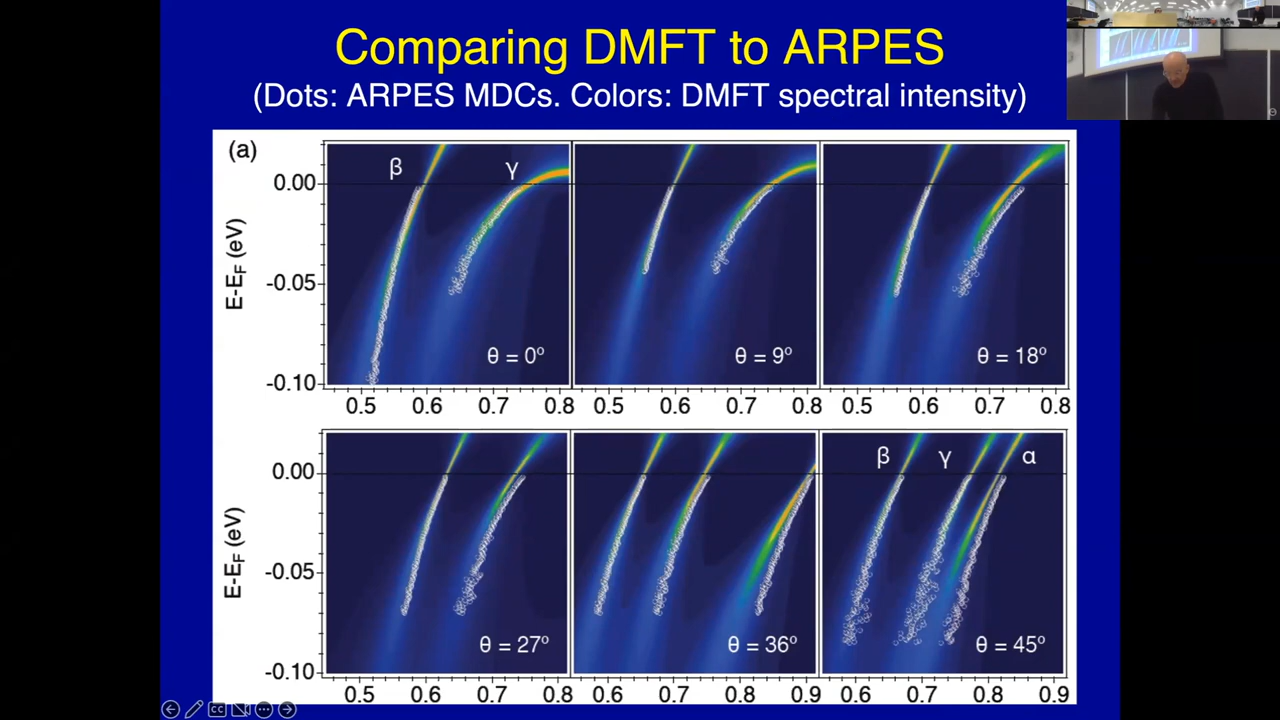 Comparing DMFT to ARPES
(Dots: ARPES MDCs. Colors: DMFT spectral intensity)
(a)
β γ
0.00
-0.05
-0.10
E-E_F (eV)
θ = 0°
θ = 9°
θ = 18°
0.5 0.6 0.7 0.8 0.5 0.6 0.7 0.8 0.5 0.6 0.7 0.8
β γ α
0.00
-0.05
-0.10
E-E_F (eV)
θ = 27°
θ = 36°
θ = 45°
0.5 0.6 0.7 0.6 0.7 0.8 0.9 0.6 0.7 0.8 0.9
CC